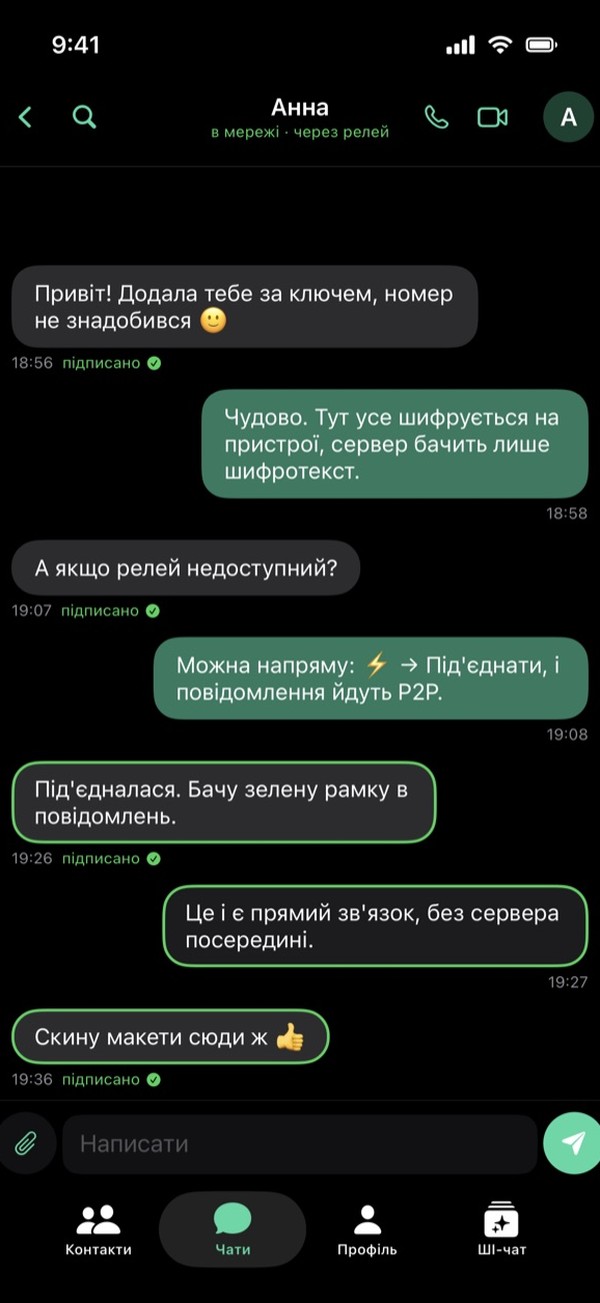 9:41
Анна
в мережі · через релей
A
Привіт! Додала тебе за ключем, номер
не знадобився 🙂
18:56 підписано
Чудово. Тут усе шифрується на
пристрої, сервер бачить лише
шифротекст.
18:58
А якщо релей недоступний?
19:07 підписано
Можна напряму: ⚡ → Під'єднати, і
повідомлення йдуть P2P.
19:08
Під'єдналася. Бачу зелену рамку в
повідомлень.
19:26 підписано
Це і є прямий зв'язок, без сервера
посередині.
19:27
Скину макети сюди ж 👍
19:36 підписано
Написати
Контакти
Чати
Профіль
ШІ-чат